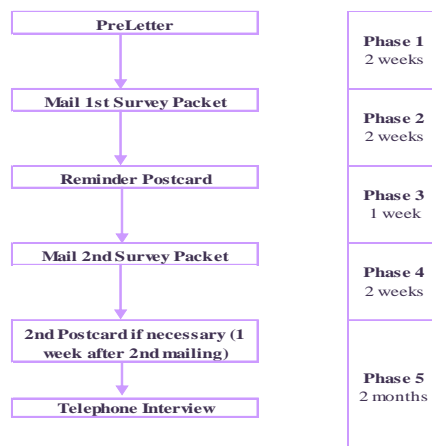 PreLetter
Mail 1st Survey Packet
Reminder Postcard
Mail 2nd Survey Packet
2nd Postcard if necessary (1
week after 2nd mailing)
Telephone Interview
Phase 1
2 weeks
Phase 2
2 weeks
Phase 3
1 week
Phase 4
2 weeks
Phase 5
2 months